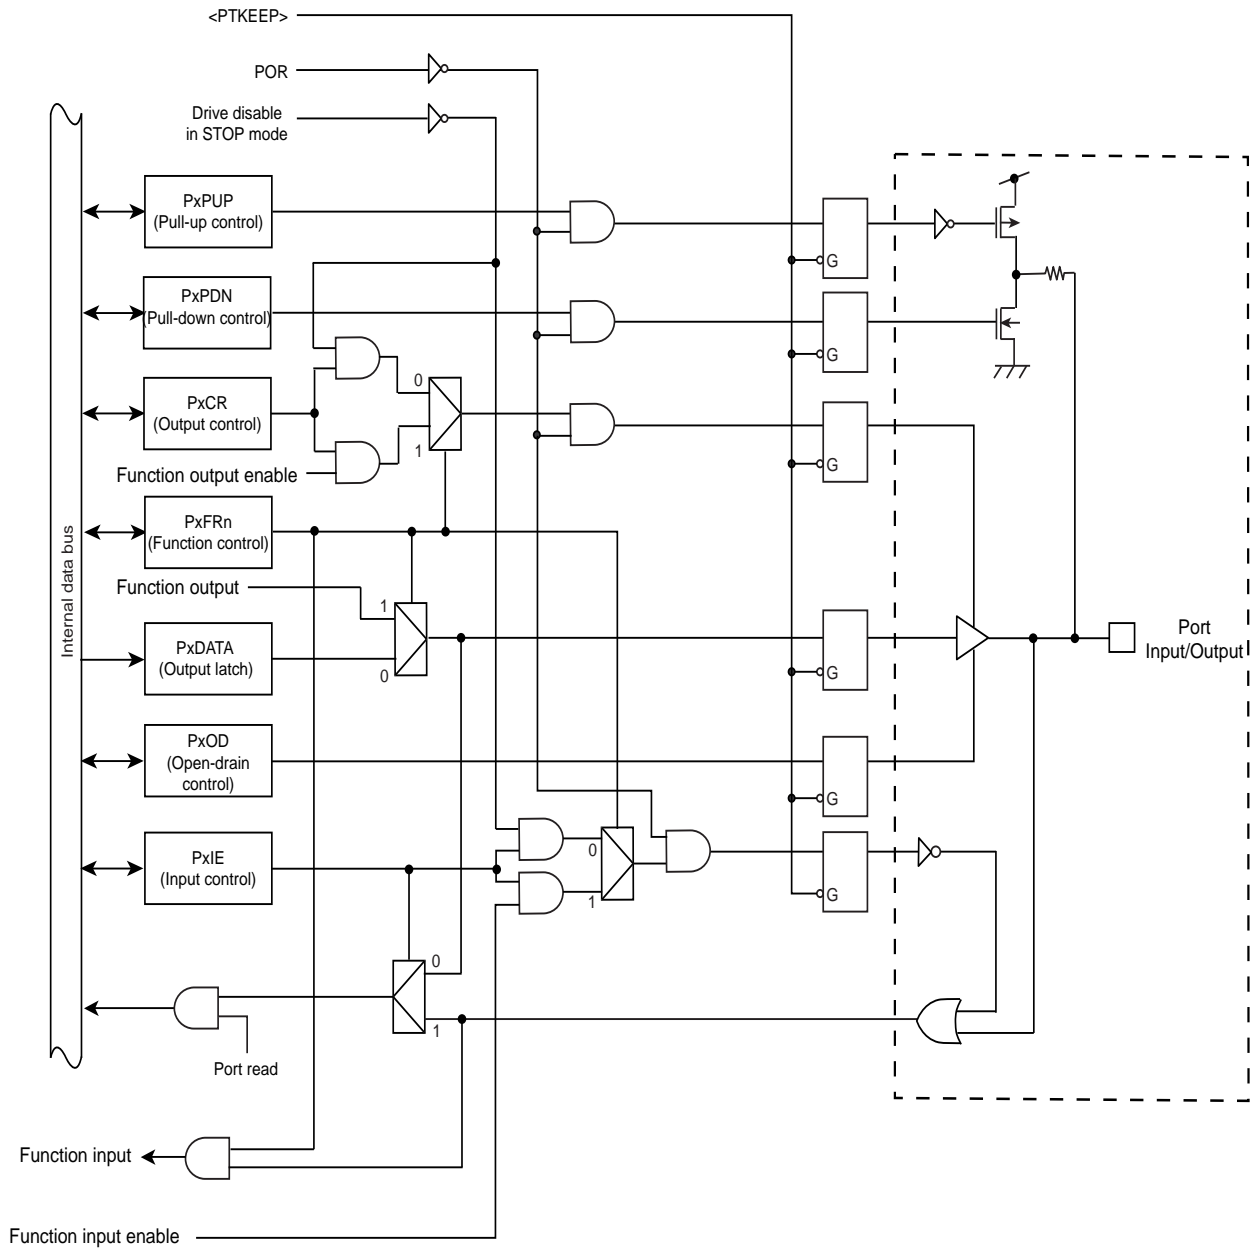 <PTKEEP>
POR
Drive disable
in STOP mode
PxPUP
(Pull-up control)
G
PxPDN
(Pull-down control)
G
0
PxCR
(Output control)
1
G
Function output enable
PxFRn
(Function control)
Internal data bus
Function output
1
PxDATA
(Output latch)
0
G
Port
Input/Output
PxOD
(Open-drain
control)
G
PxIE
(Input control)
0
1
G
0
1
Port read
Function input
Function input enable